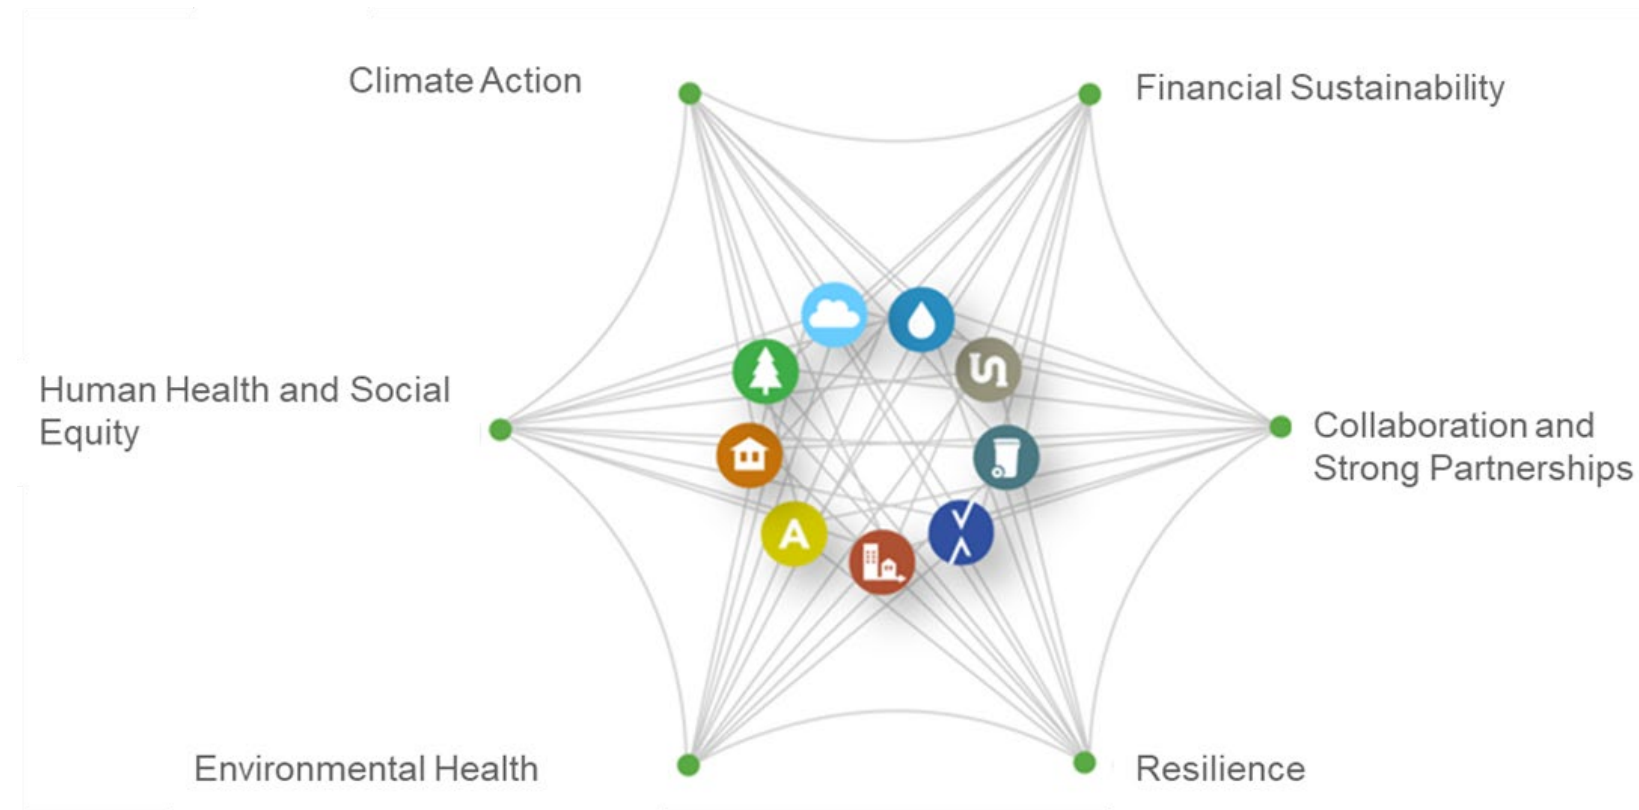 Climate Action
Financial Sustainability
Human Health and Social
Equity
Collaboration and
Strong Partnerships
A
Environmental Health
Resilience